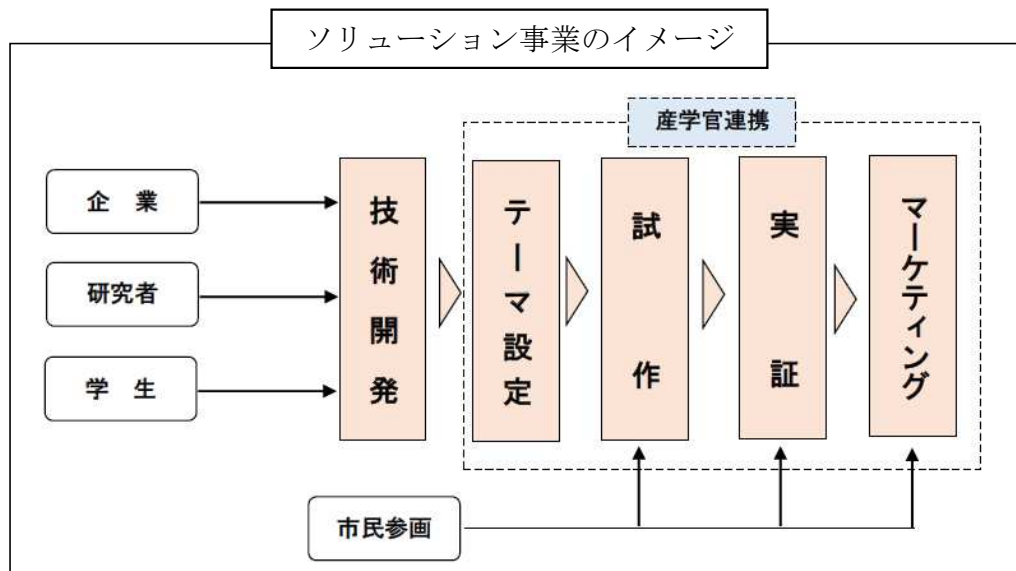 ソリューション事業のイメージ
産学官連携
企　業
研究者
学　生
技術開発
テーマ設定
試作
実証
マーケティング
市民参画